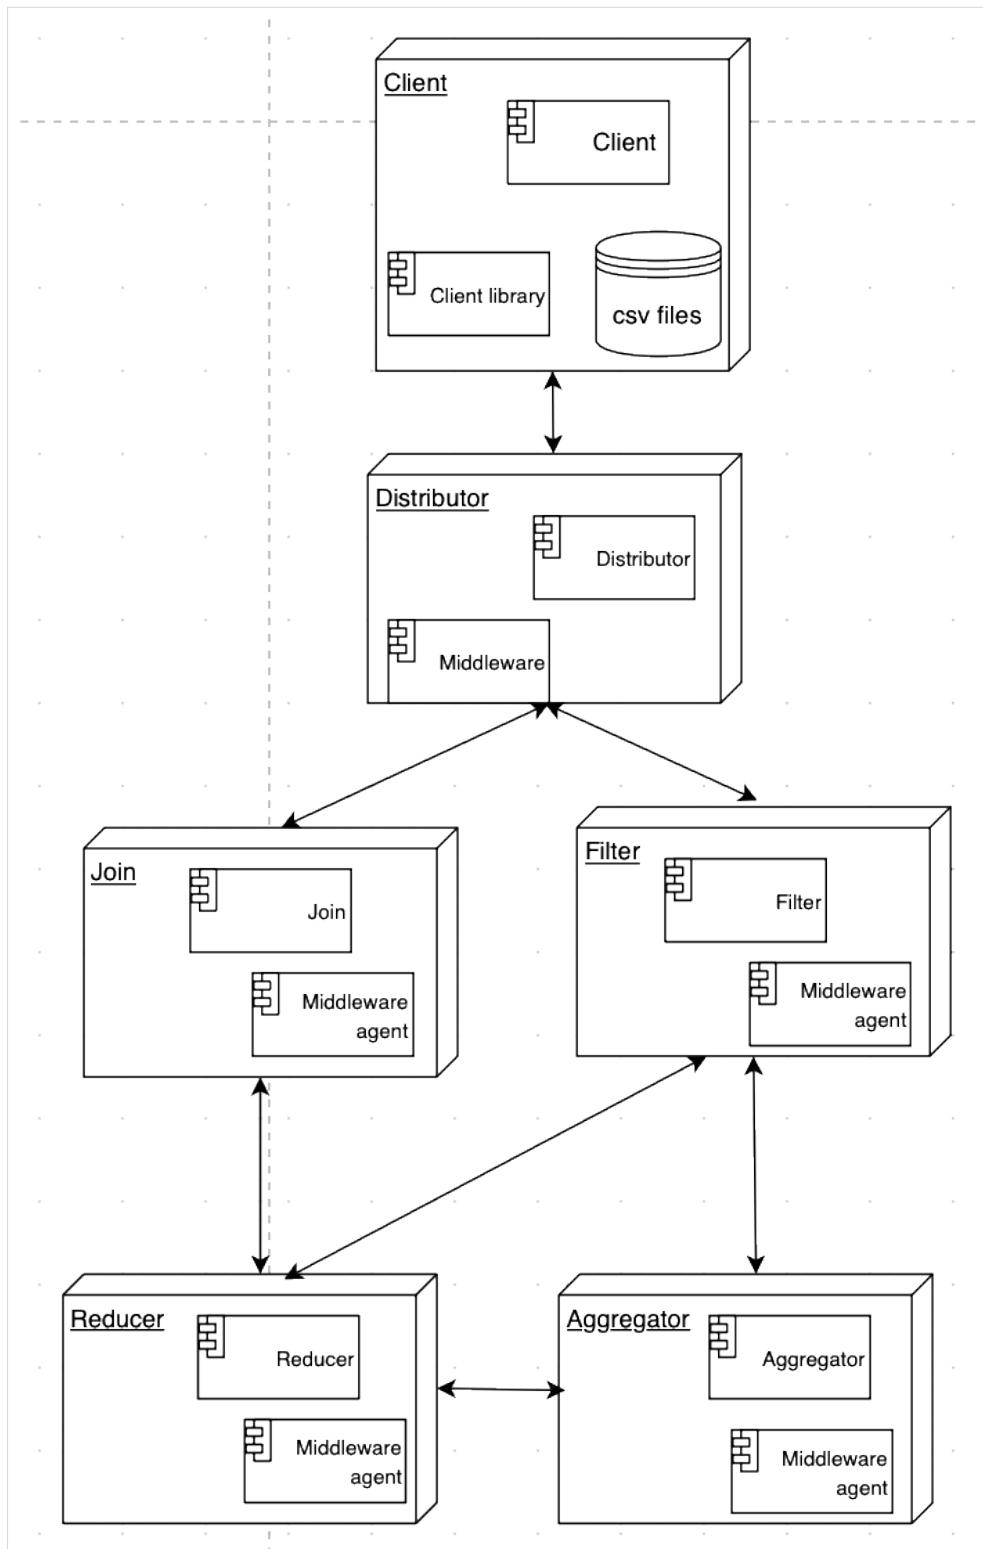 Client
Client
Client library
csv files
Distributor
Distributor
Middleware
Join
Join
Middleware
agent
Filter
Filter
Middleware
agent
Reducer
Reducer
Middleware
agent
Aggregator
Aggregator
Middleware
agent